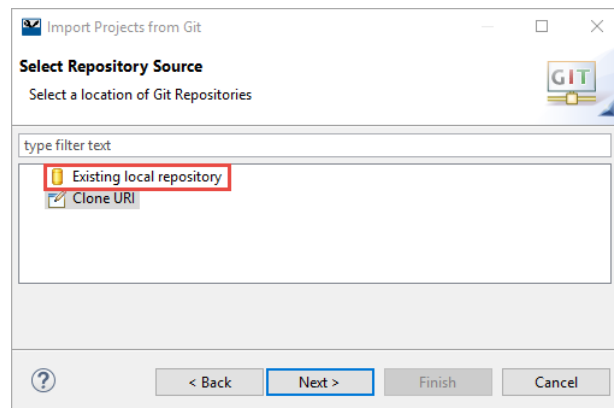 Import Projects from Git
Select Repository Source
Select a location of Git Repositories
GIT
type filter text
Existing local repository
Clone URI
?
< Back
Next >
Finish
Cancel